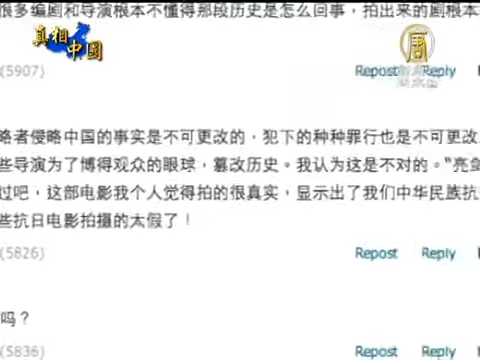 很多编剧和导演根本不懂得那段历史是怎么回事，拍出来的剧根本
真相中國
(5907)
Repost
Reply
略者侵略中国的事实是不可更改的，犯下的种种罪行也是不可更改
些导演为了博得观众的眼球，篡改历史。我认为这是不对的。“亮剑
过吧，这部电影我个人觉得拍的很真实，显示出了我们中华民族抗
些抗日电影拍摄的太假了！
(5826)
Repost
Reply
吗？
(5836)
Repost
Reply